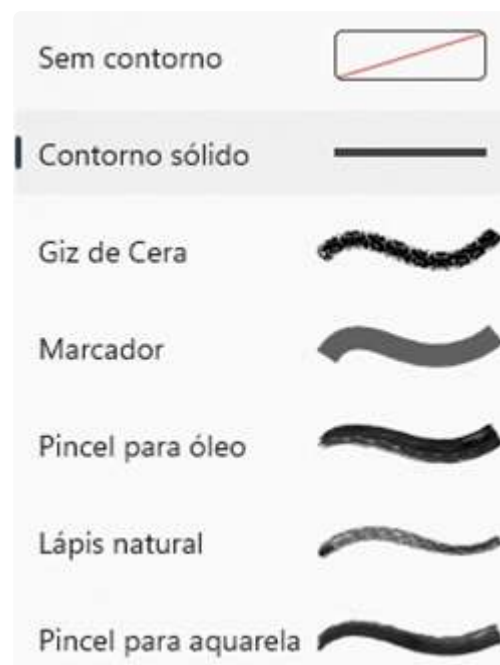 Sem contorno
Contorno sólido
Giz de Cera
Marcador
Pincel para óleo
Lápis natural
Pincel para aquarela